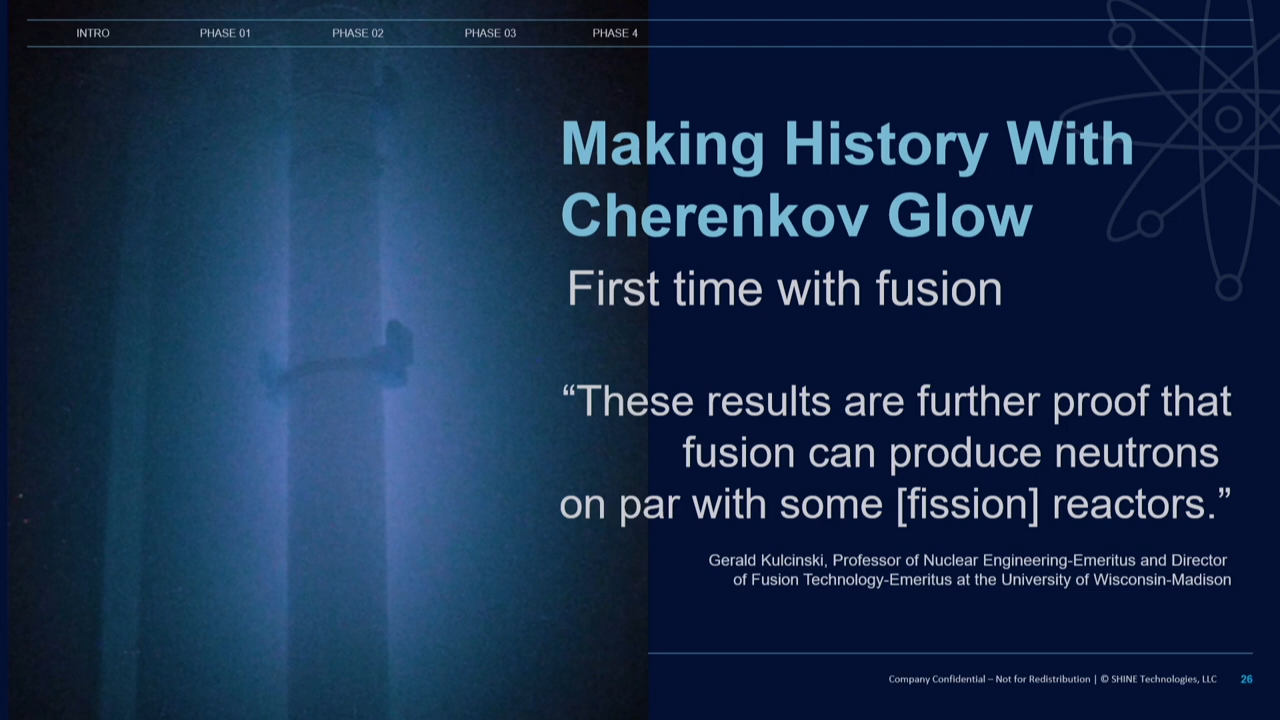 INTRO PHASE 01 PHASE 02 PHASE 03 PHASE 4
Making History With
Cherenkov Glow
First time with fusion
“These results are further proof that
fusion can produce neutrons
on par with some [fission] reactors.”
Gerald Kulcinski, Professor of Nuclear Engineering-Emeritus and Director
of Fusion Technology-Emeritus at the University of Wisconsin-Madison
Company Confidential – Not for Redistribution | © SHINE Technologies, LLC 26